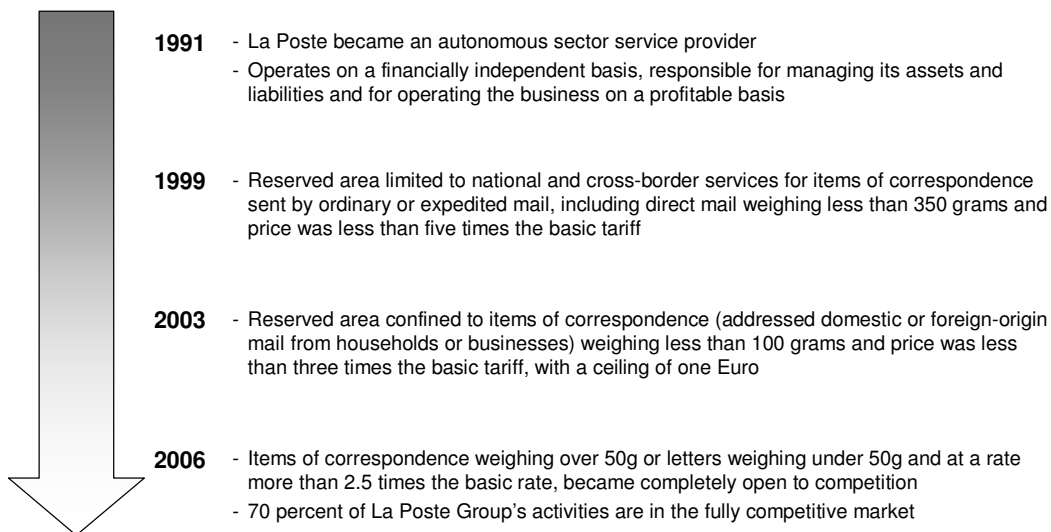 1991 - La Poste became an autonomous sector service provider
- Operates on a financially independent basis, responsible for managing its assets and
liabilities and for operating the business on a profitable basis
1999 - Reserved area limited to national and cross-border services for items of correspondence
sent by ordinary or expedited mail, including direct mail weighing less than 350 grams and
price was less than five times the basic tariff
2003 - Reserved area confined to items of correspondence (addressed domestic or foreign-origin
mail from households or businesses) weighing less than 100 grams and price was less
than three times the basic tariff, with a ceiling of one Euro
2006 - Items of correspondence weighing over 50g or letters weighing under 50g and at a rate
more than 2.5 times the basic rate, became completely open to competition
- 70 percent of La Poste Group's activities are in the fully competitive market